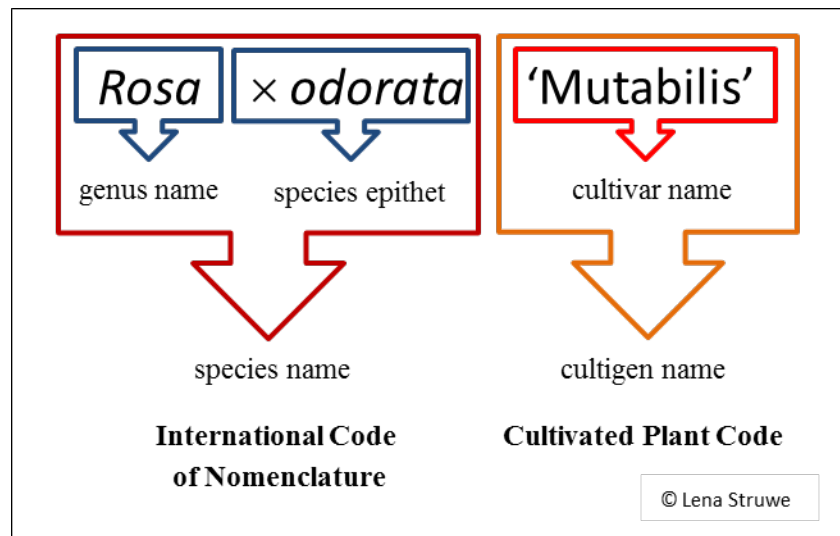 Rosa × odorata ‘Mutabilis’
genus name species epithet cultivar name
species name cultigen name
International Code Cultivated Plant Code
of Nomenclature
© Lena Struwe